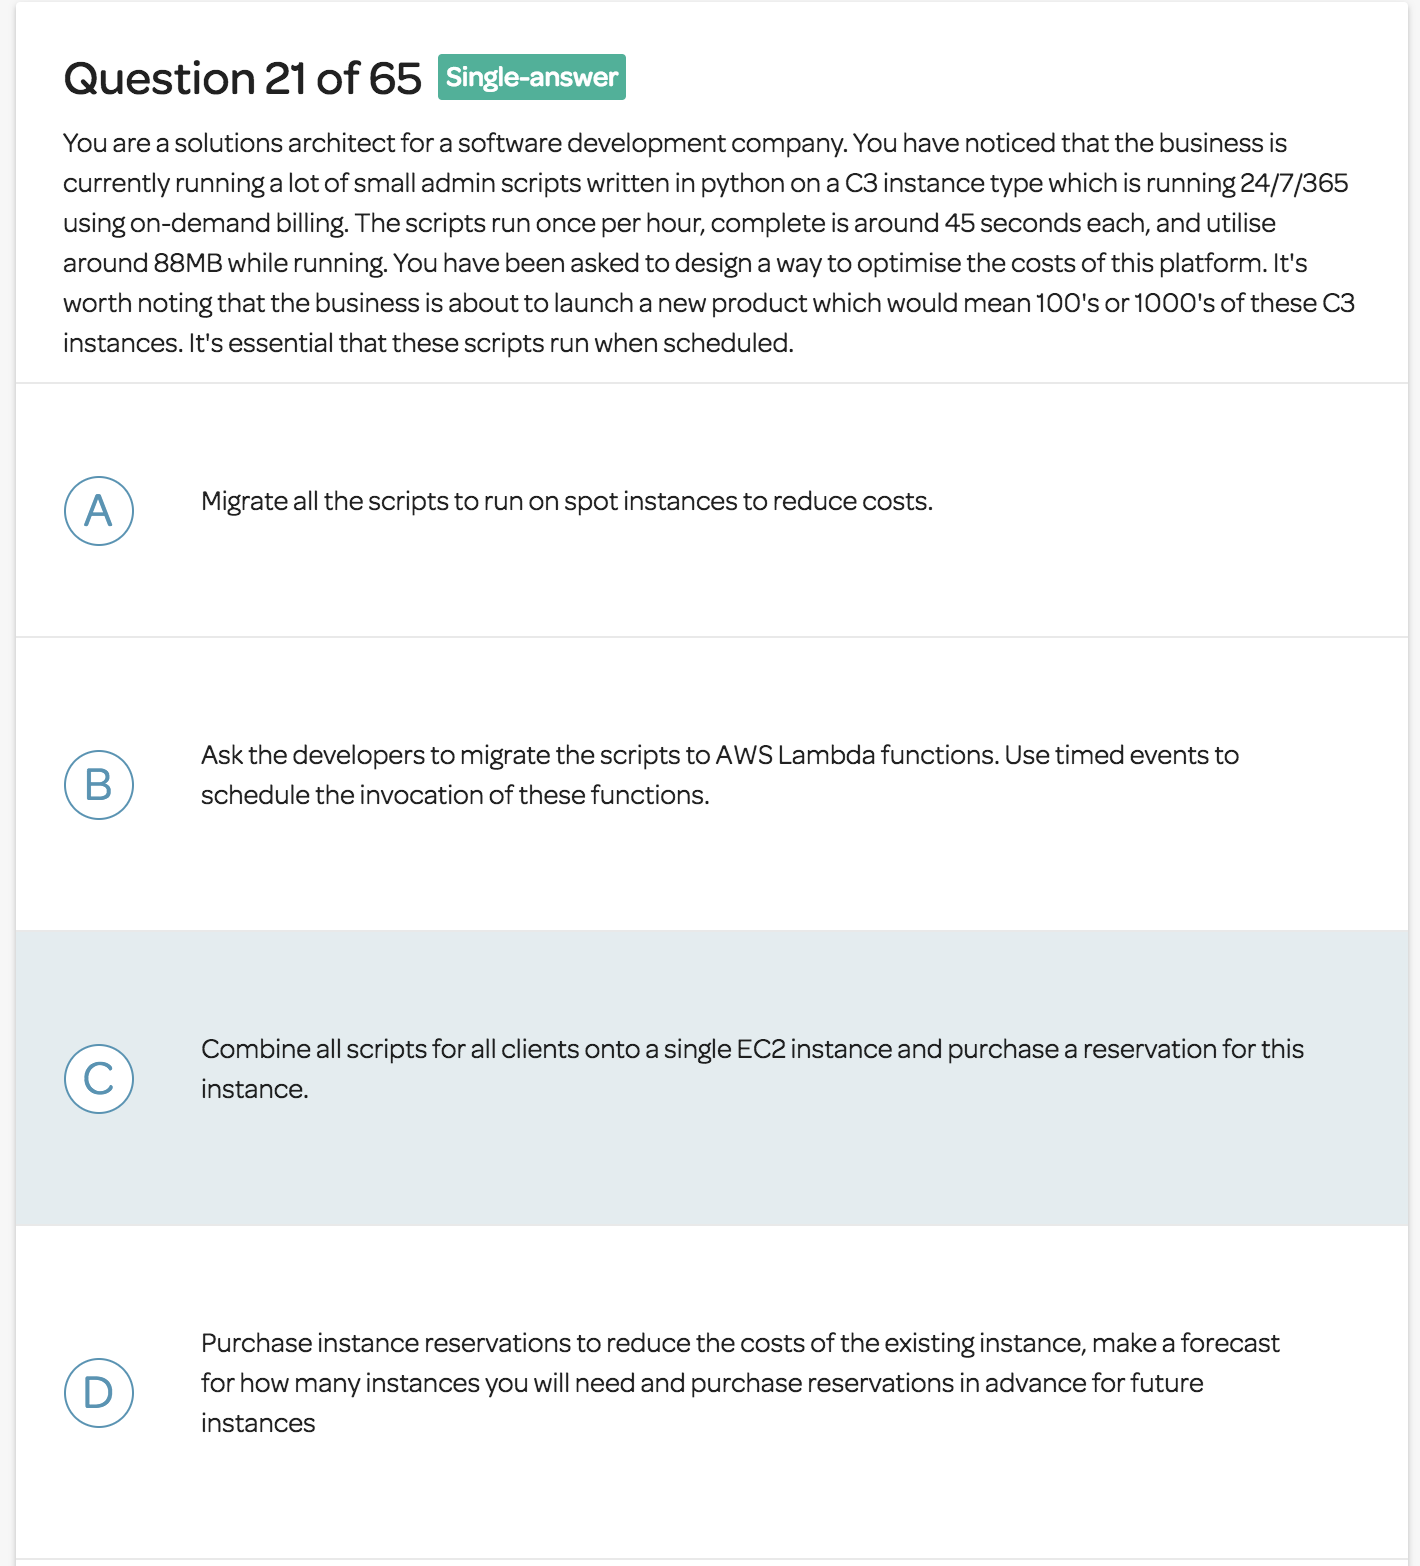 Question 21 of 65 Single-answer
You are a solutions architect for a software development company. You have noticed that the business is
currently running a lot of small admin scripts written in python on a C3 instance type which is running 24/7/365
using on-demand billing. The scripts run once per hour, complete is around 45 seconds each, and utilise
around 88MB while running. You have been asked to design a way to optimise the costs of this platform. It's
worth noting that the business is about to launch a new product which would mean 100's or 1000's of these C3
instances. It's essential that these scripts run when scheduled.
A Migrate all the scripts to run on spot instances to reduce costs.
B Ask the developers to migrate the scripts to AWS Lambda functions. Use timed events to
schedule the invocation of these functions.
C Combine all scripts for all clients onto a single EC2 instance and purchase a reservation for this
instance.
D Purchase instance reservations to reduce the costs of the existing instance, make a forecast
for how many instances you will need and purchase reservations in advance for future
instances